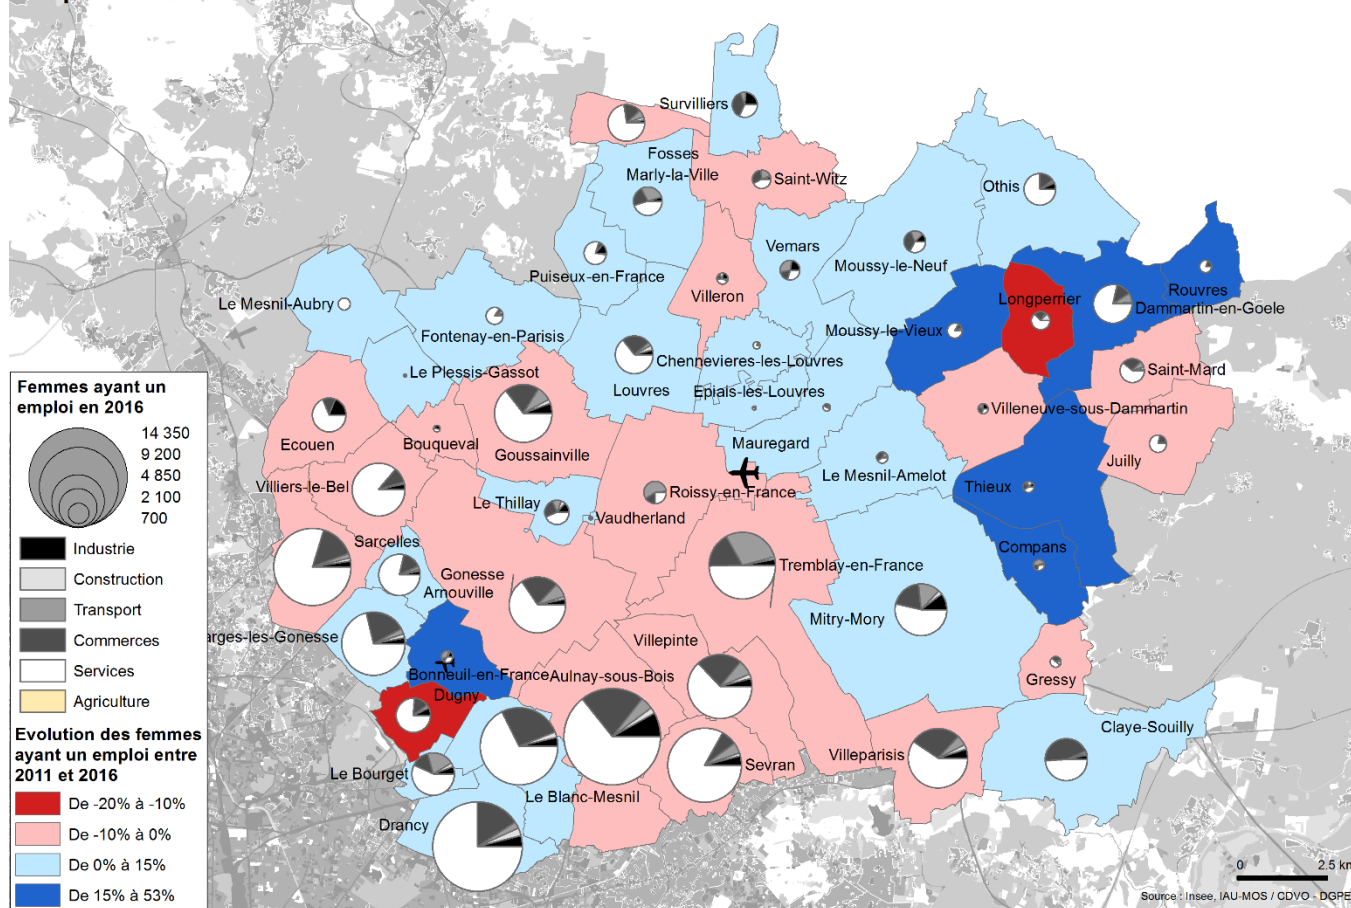 Survilliers
Fosses
Marly-la-Ville
Saint-Witz
Othis
Vemars
Moussy-le-Neuf
Puiseux-en-France
Villeron
Rouvres
Le Mesnil-Aubry
Longperrier
Dammartin-en-Goele
Fontenay-en-Parisis
Moussy-le-Vieux
Chennevieres-les-Louvres
Le Plessis-Gassot
Saint-Mard
Louvres
Epiais-les-Louvres
Villeneuve-sous-Dammartin
Ecouen
Bouqueval
Goussainville
Mauregard
Juilly
Le Mesnil-Amelot
Villiers-le-Bel
Roissy-en-France
Thieux
Le Thillay
Vaudherland
Sarcelles
Compans
Tremblay-en-France
Gonesse
Arnouville
Mitry-Mory
arges-les-Gonesse
Villepinte
Bonneuil-en-France
Aulnay-sous-Bois
Gressy
Dugny
Claye-Souilly
Villeparisis
Sevran
Le Bourget
Le Blanc-Mesnil
Drancy
Femmes ayant un
emploi en 2016
14 350
9 200
4 850
2 100
700
Industrie
Construction
Transport
Commerces
Services
Agriculture
Evolution des femmes
ayant un emploi entre
2011 et 2016
De -20% à -10%
De -10% à 0%
De 0% à 15%
De 15% à 53%
0 2.5 km
Source : Insee, IAU-MOS / CDVO - DGPE